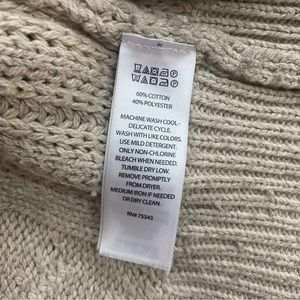 60% COTTON
40% POLYESTER
MACHINE WASH COOL -
DELICATE CYCLE.
WASH WITH LIKE COLORS.
USE MILD DETERGENT.
ONLY NON-CHLORINE
BLEACH WHEN NEEDED.
TUMBLE DRY LOW.
REMOVE PROMPTLY
FROM DRYER.
MEDIUM IRON IF NEEDED
OR DRY CLEAN.
RN# 75343